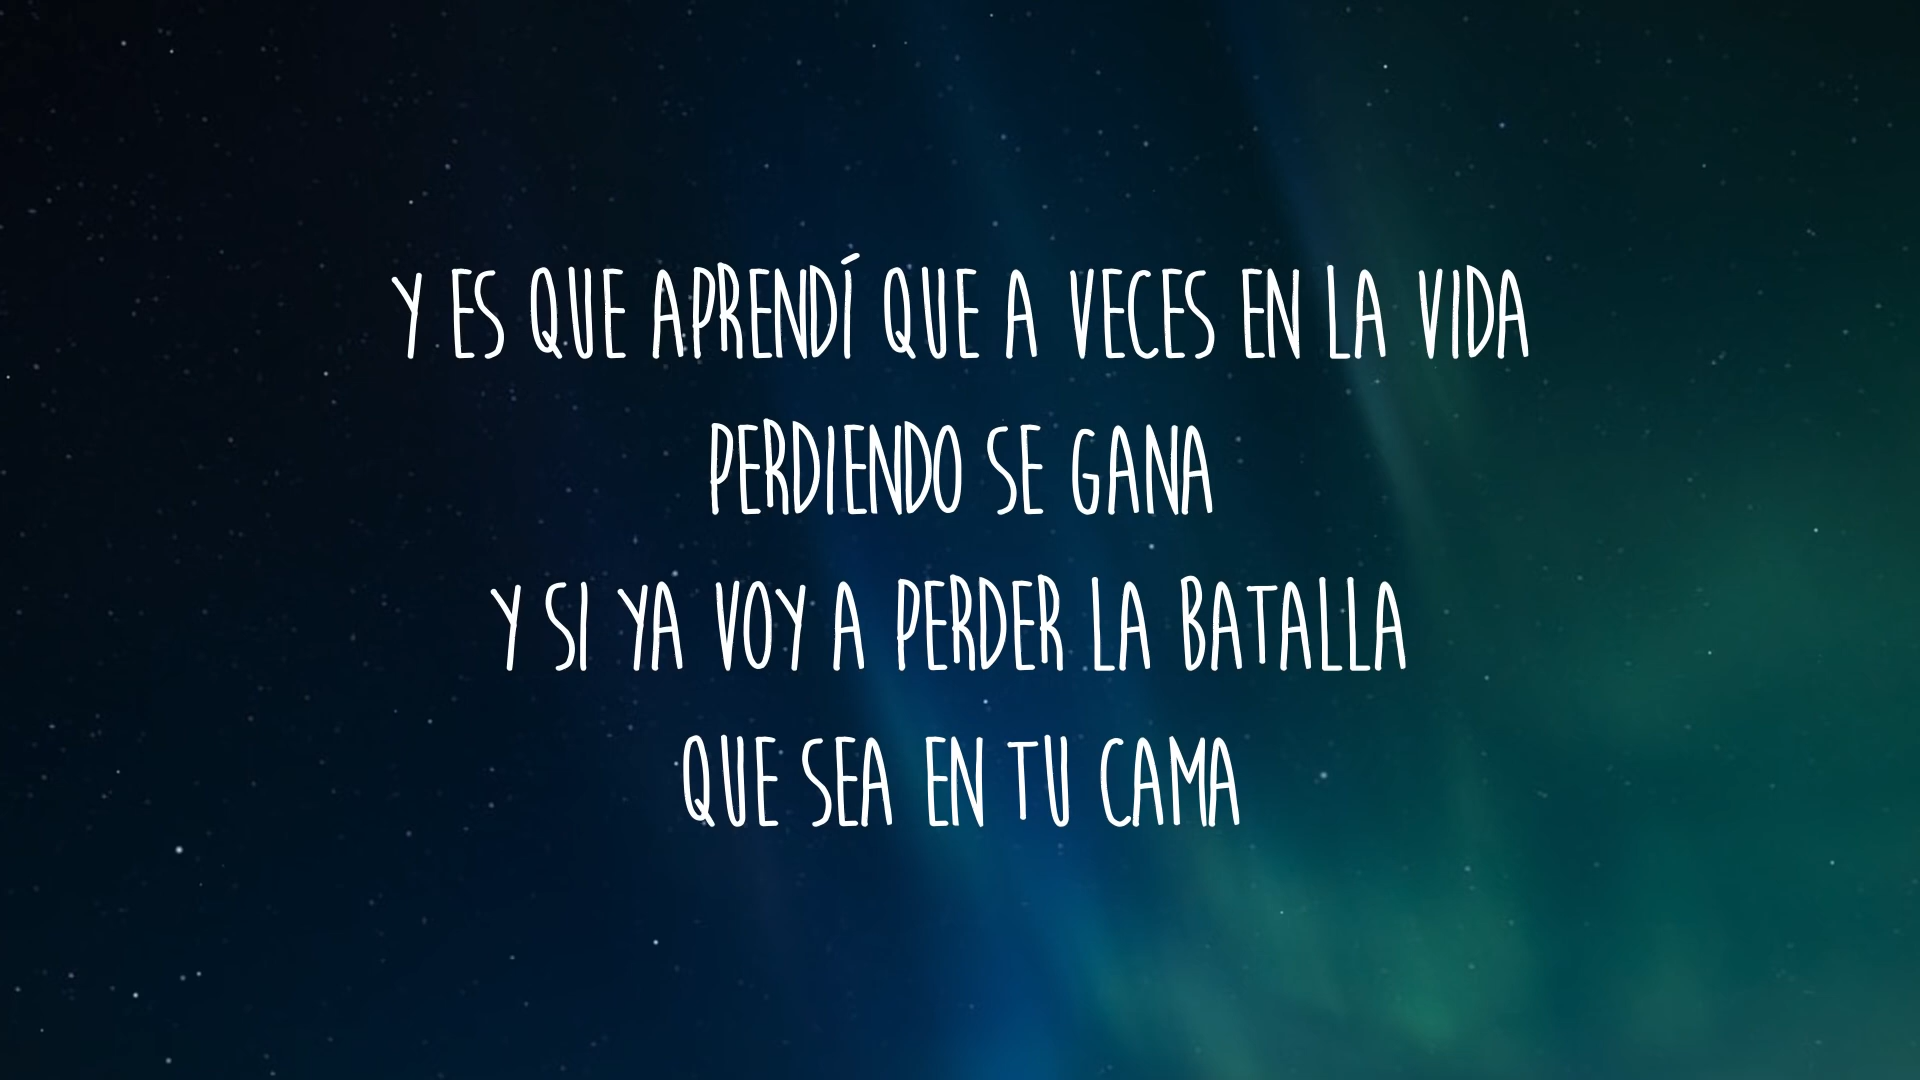 Y ES QUE APRENDÍ QUE A VECES EN LA VIDA
PERDIENDO SE GANA
Y SI YA VOY A PERDER LA BATALLA
QUE SEA EN TU CAMA